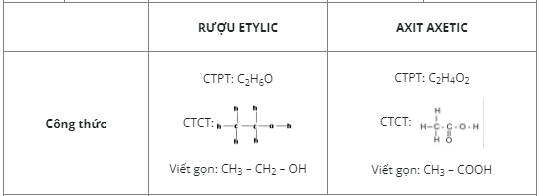 RƯỢU ETYLIC
AXIT AXETIC
Công thức
CTPT: C₂H₆O
CTCT:
Viết gọn: CH₃ – CH₂ – OH
CTPT: C₂H₄O₂
CTCT:
H
H–C–C–O–H
H O
Viết gọn: CH₃ – COOH